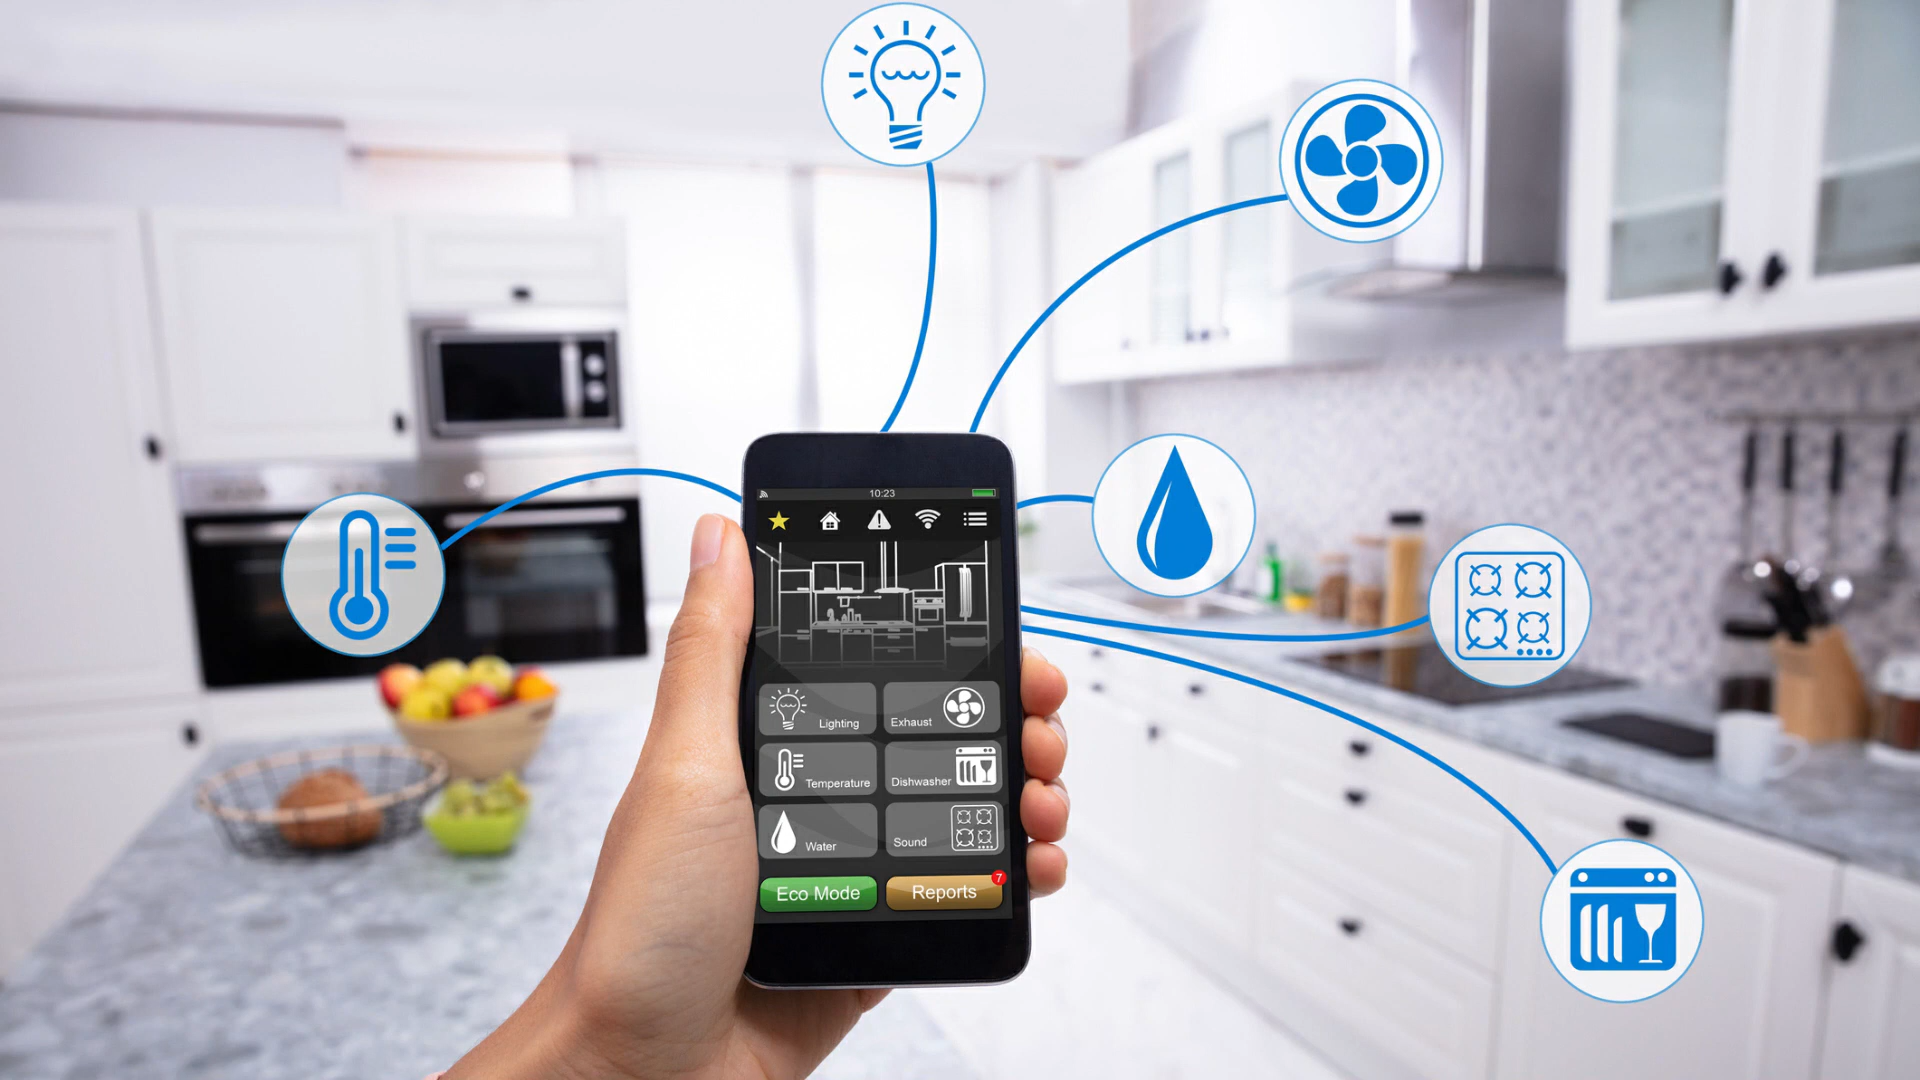 10:23
Lighting
Exhaust
Temperature
Dishwasher
Water
Sound
Eco Mode
Reports
7